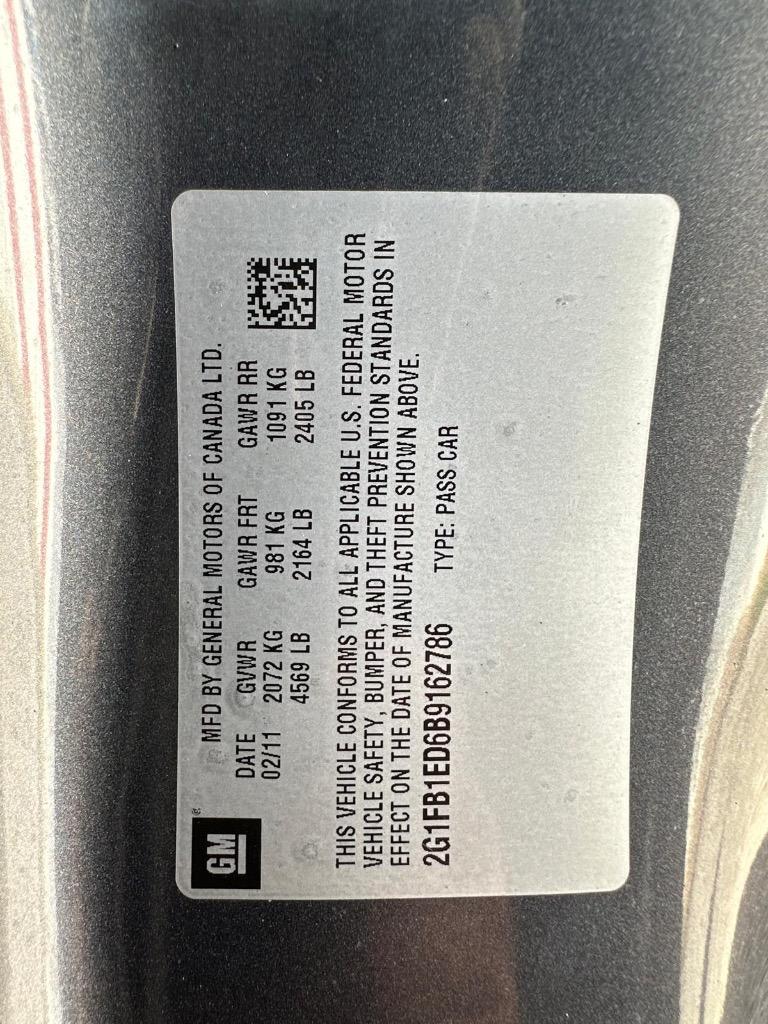 GM ®
MFD BY GENERAL MOTORS OF CANADA LTD.
DATE GVWR GAWR FRT GAWR RR
02/11 2072 KG 981 KG 1091 KG
4569 LB 2164 LB 2405 LB
THIS VEHICLE CONFORMS TO ALL APPLICABLE U.S. FEDERAL MOTOR
VEHICLE SAFETY, BUMPER, AND THEFT PREVENTION STANDARDS IN
EFFECT ON THE DATE OF MANUFACTURE SHOWN ABOVE.
2G1FB1ED6B9162786 TYPE: PASS CAR